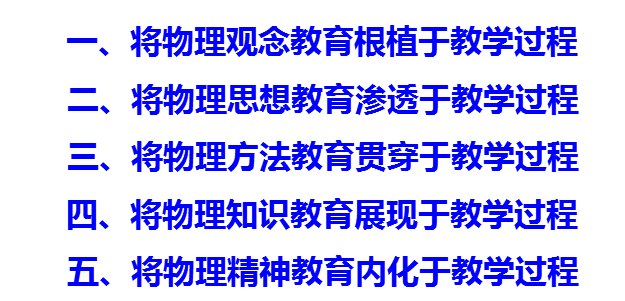 一、将物理观念教育根植于教学过程
二、将物理思想教育渗透于教学过程
三、将物理方法教育贯穿于教学过程
四、将物理知识教育展现于教学过程
五、将物理精神教育内化于教学过程